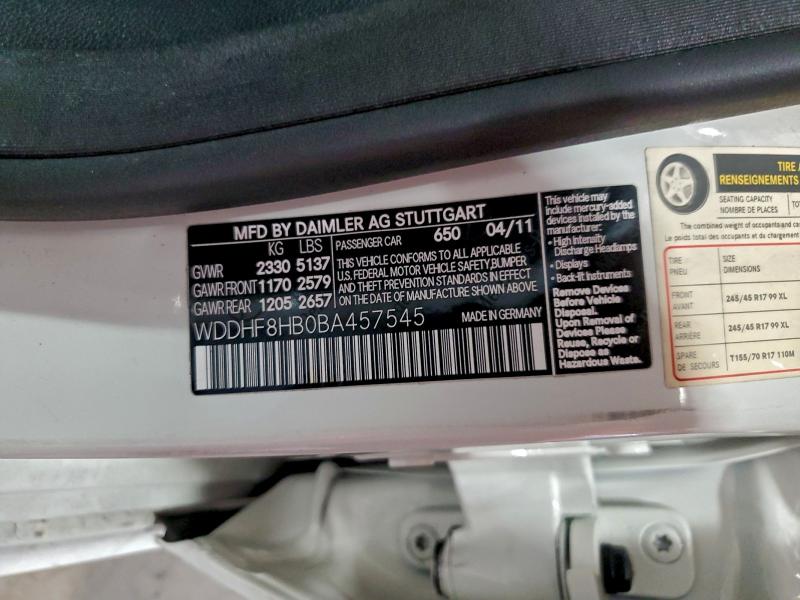 MFD BY DAIMLER AG STUTTGART
KG LBS
PASSENGER CAR 650 04/11
GVWR 2330 5137
GAWR FRONT 1170 2579
GAWR REAR 1205 2657
THIS VEHICLE CONFORMS TO ALL APPLICABLE
U.S. FEDERAL MOTOR VEHICLE SAFETY, BUMPER
AND THEFT PREVENTION STANDARDS IN EFFECT
ON THE DATE OF MANUFACTURE SHOWN ABOVE
WDDHF8HB0BA457545
MADE IN GERMANY
This vehicle may
include mercury-added
devices installed by the
manufacturer:
• High Intensity
Discharge Headlamps
• Displays
• Back-lit Instruments
Remove Devices
Before Vehicle
Disposal.
Upon Removal of
Devices Please
Reuse, Recycle or
Dispose as
Hazardous Waste.
TIRE
RENSEIGNEMENTS
SEATING CAPACITY
NOMBRE DE PLACES
The combined weight of occupants and
Le poids total des occupants et du chargement
TIRE
PNEU
SIZE
DIMENSIONS
FRONT
AVANT
245/45 R17 99 XL
REAR
ARRIÈRE
245/45 R17 99 XL
SPARE
DE SECOURS
T155/70 R17 110M